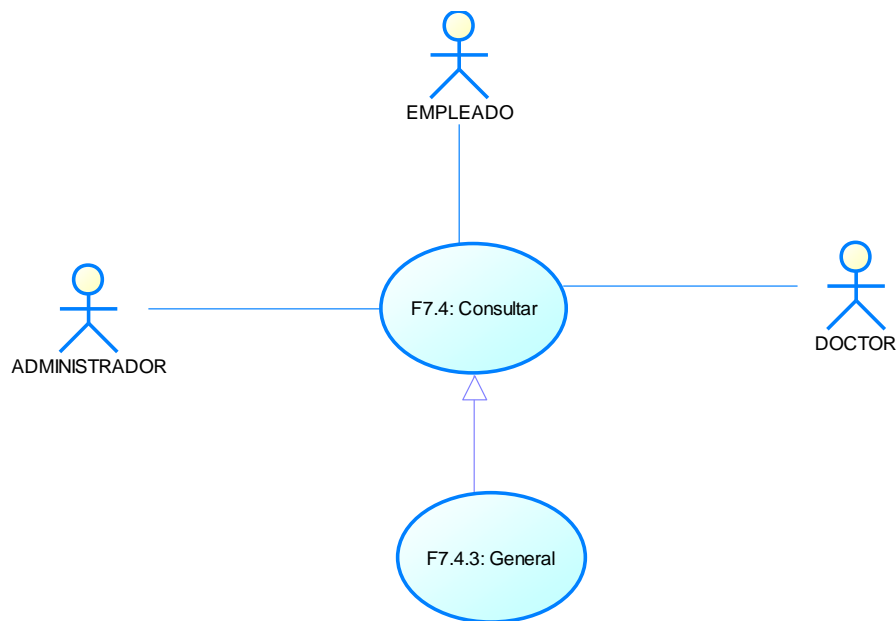 EMPLEADO
F7.4: Consultar
ADMINISTRADOR
DOCTOR
F7.4.3: General